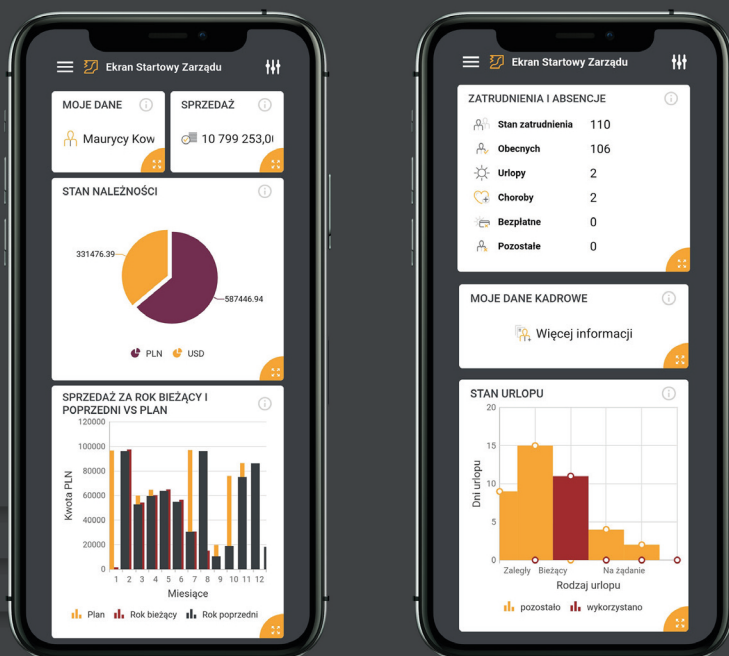 Ekran Startowy Zarządu
MOJE DANE
SPRZEDAŻ
Maurycy Kow
10 799 253,0
STAN NALEŻNOŚCI
331476.39
587446.94
PLN USD
SPRZEDAŻ ZA ROK BIEŻĄCY I
POPRZEDNI VS PLAN
120000
100000
80000
60000
40000
20000
0
Kwota PLN
1 2 3 4 5 6 7 8 9 10 11 12
Miesiące
Plan Rok bieżący Rok poprzedni
Ekran Startowy Zarządu
ZATRUDNIENIA I ABSENCJE
Stan zatrudnienia 110
Obecnych 106
Urlopy 2
Choroby 2
Bezpłatne 0
Pozostałe 0
MOJE DANE KADROWE
Więcej informacji
STAN URLOPU
20
15
10
5
0
Dni urlopu
Zaległy Bieżący Na żądanie
Rodzaj urlopu
pozostało wykorzystano